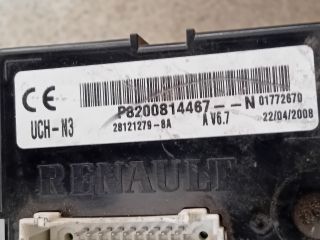 CE
P8200814467--N 01772670
UCH-N3 28121279-8A A V6.7 22/04/2008
RENAULT